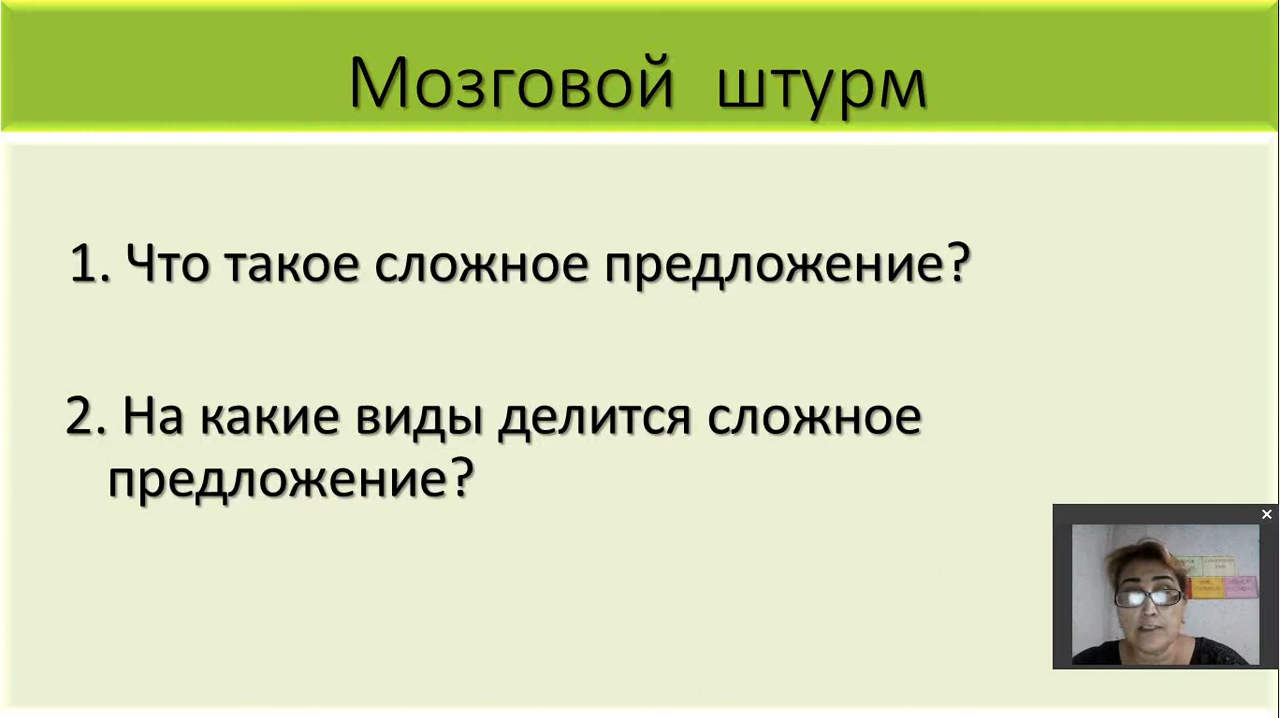 Мозговой штурм
1. Что такое сложное предложение?
2. На какие виды делится сложное
предложение?